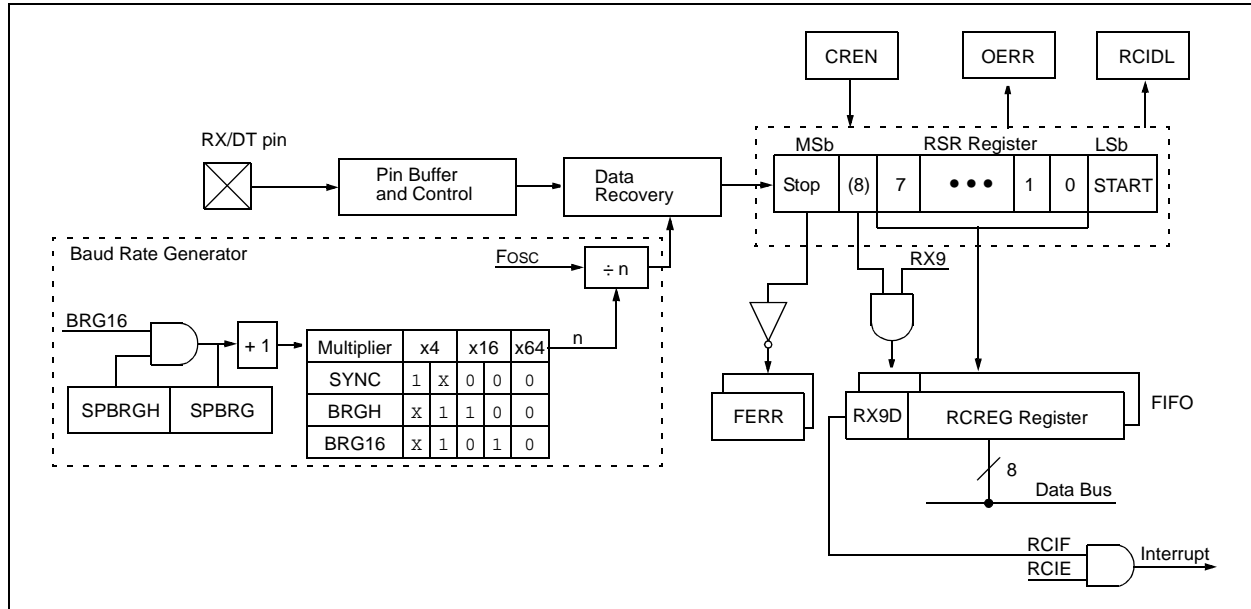 CREN OERR RCIDL
RX/DT pin
MSb RSR Register LSb
Pin Buffer
and Control
Data
Recovery
Stop (8) 7 ••• 1 0 START
Baud Rate Generator
FOSC
÷ n
RX9
BRG16
+ 1
n
Multiplier x4 x16 x64
SYNC 1 X 0 0 0
BRGH X 1 1 0 0
BRG16 X 1 0 1 0
SPBRGH SPBRG
FERR
RX9D RCREG Register
FIFO
8
Data Bus
RCIF
RCIE
Interrupt